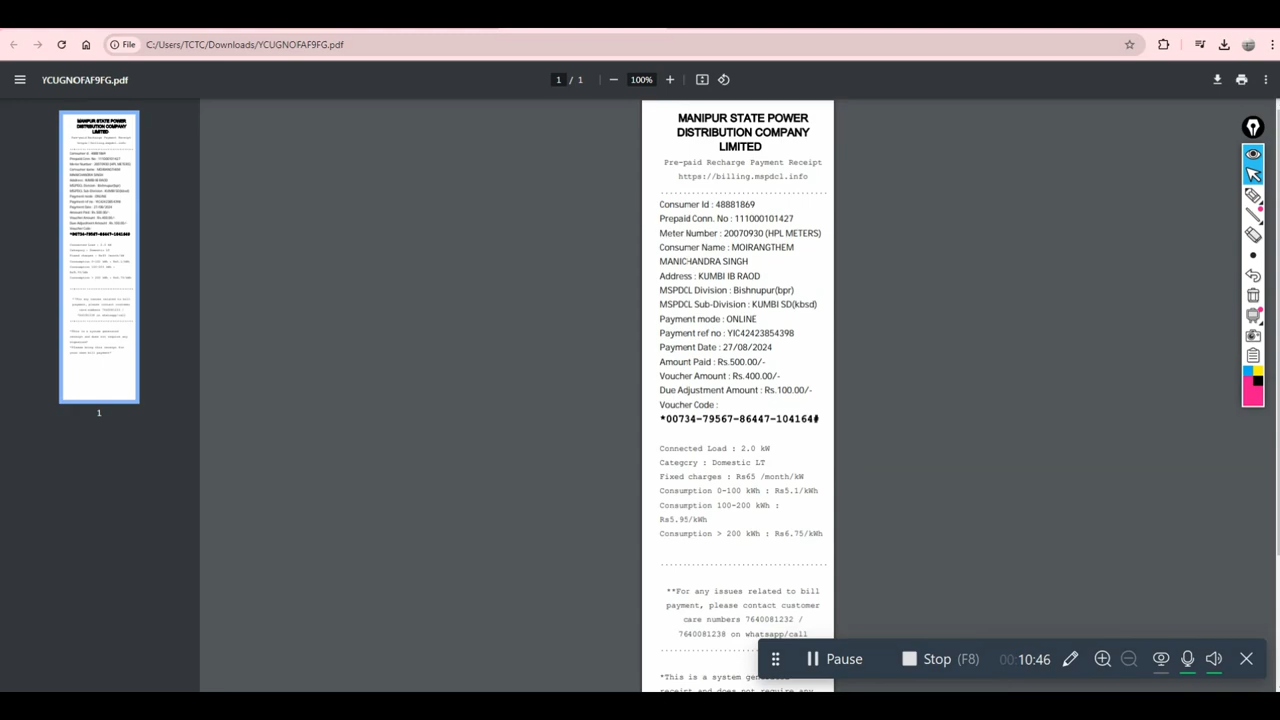 File
C:/Users/TCTC/Downloads/YCUGNOFAF9FG.pdf
YCUGNOFAF9FG.pdf
1 / 1
100%
MANIPUR STATE POWER
DISTRIBUTION COMPANY
LIMITED
Pre-paid Recharge Payment Receipt
https://billing.mspdcl.info
Consumer Id : 48881869
Prepaid Conn. No : 111000101427
Meter Number : 20070930 (HPL METERS)
Consumer Name : MOIRANGTHEM
MANICHANDRA SINGH
Address : KUMBI IB RAOD
MSPDCL Division : Bishnupur(bpr)
MSPDCL Sub-Division : KUMBI SD(kbsd)
Payment mode : ONLINE
Payment ref no : YIC42423854398
Payment Date : 27/08/2024
Amount Paid : Rs.500.00/-
Voucher Amount : Rs.400.00/-
Due Adjustment Amount : Rs.100.00/-
Voucher Code :
*00734-79567-86447-104164#
Connected Load : 2.0 kW
Category : Domestic LT
Fixed charges : Rs65 /month/kW
Consumption 0-100 kWh : Rs5.1/kWh
Consumption 100-200 kWh :
Rs5.95/kWh
Consumption > 200 kWh : Rs6.75/kWh
**For any issues related to bill
payment, please contact customer
care numbers 7640081232 /
7640081238 on whatsapp/call
*This is a system
receipt and does not require any
1
Pause
Stop (F8)
00:10:46